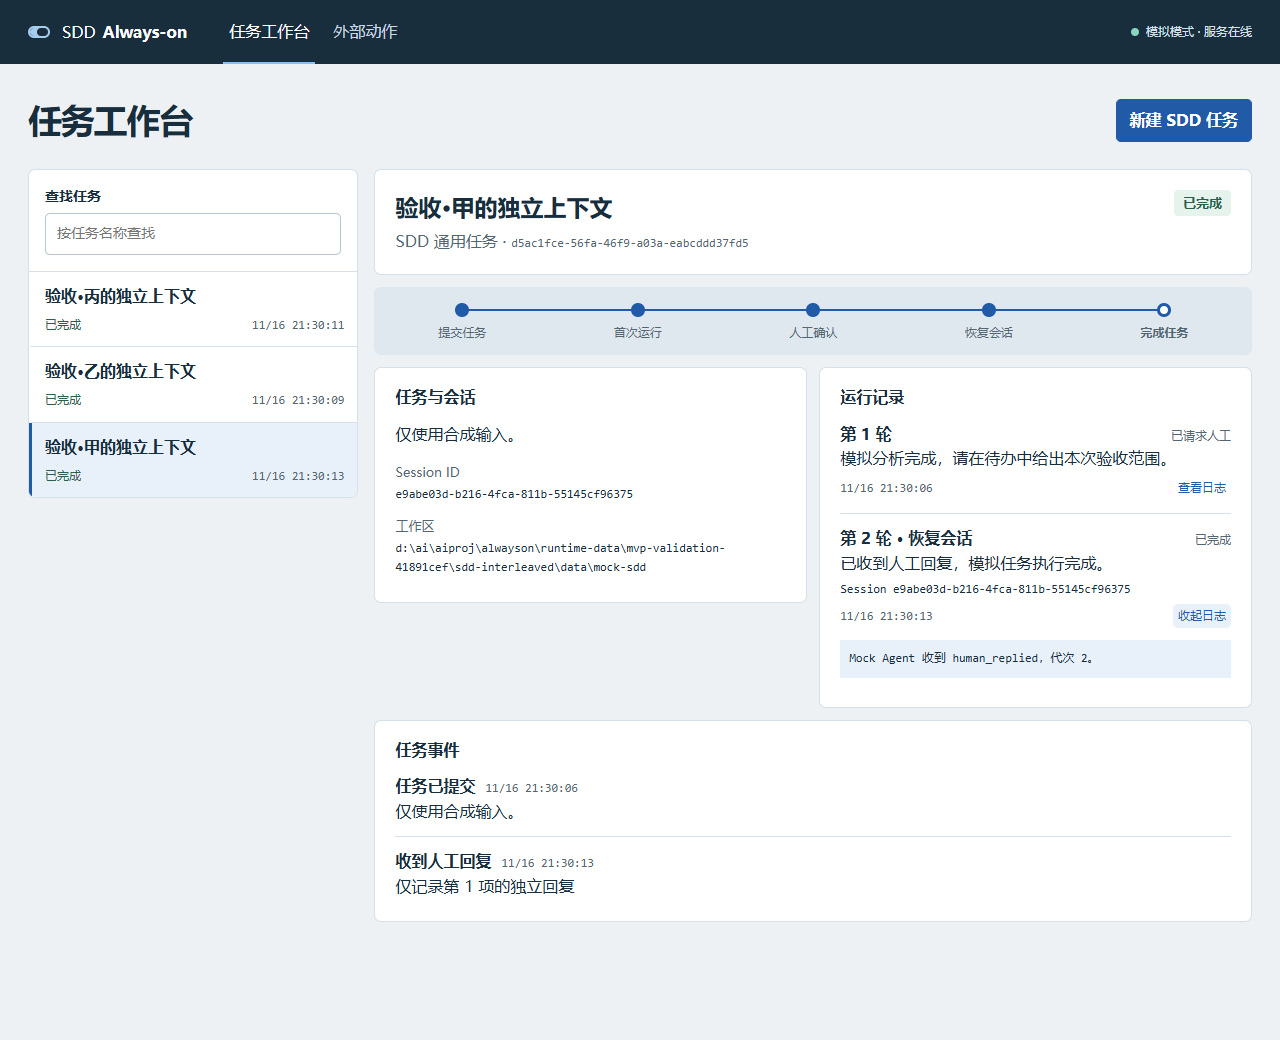 SDD Always-on
任务工作台
外部动作
模拟模式 · 服务在线
任务工作台
新建 SDD 任务
查找任务
按任务名称查找
验收·丙的独立上下文
已完成
11/16 21:30:11
验收·乙的独立上下文
已完成
11/16 21:30:09
验收·甲的独立上下文
已完成
11/16 21:30:13
验收·甲的独立上下文
已完成
SDD 通用任务 · d5ac1fce-56fa-46f9-a03a-eabcddd37fd5
提交任务
首次运行
人工确认
恢复会话
完成任务
任务与会话
仅使用合成输入。
Session ID
e9abe03d-b216-4fca-811b-55145cf96375
工作区
d:\ai\aiproj\alwayson\runtime-data\mvp-validation-
41891cef\sdd-interleaved\data\mock-sdd
运行记录
第 1 轮
已请求人工
模拟分析完成，请在待办中给出本次验收范围。
11/16 21:30:06
查看日志
第 2 轮 · 恢复会话
已完成
已收到人工回复，模拟任务执行完成。
Session e9abe03d-b216-4fca-811b-55145cf96375
11/16 21:30:13
收起日志
Mock Agent 收到 human_replied，代次 2。
任务事件
任务已提交 11/16 21:30:06
仅使用合成输入。
收到人工回复 11/16 21:30:13
仅记录第 1 项的独立回复